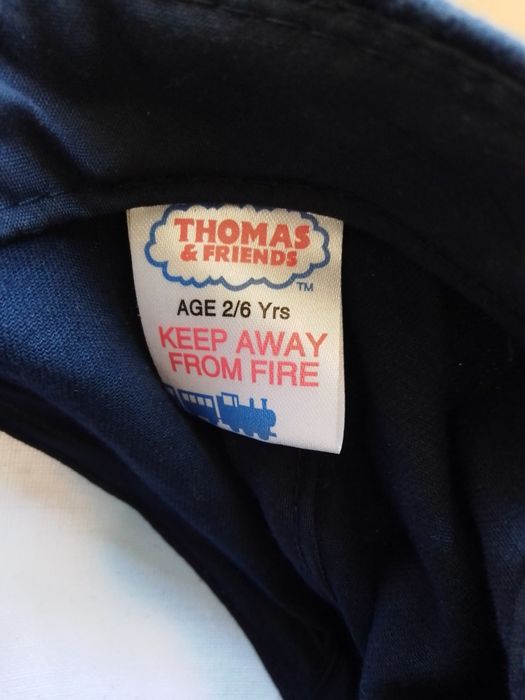 THOMAS
& FRIENDS
TM
AGE 2/6 Yrs
KEEP AWAY
FROM FIRE